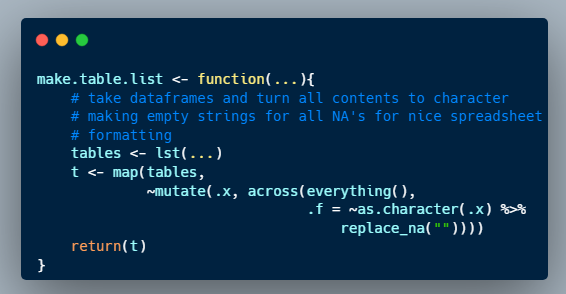 make.table.list <- function(...){
    # take dataframes and turn all contents to character
    # making empty strings for all NA's for nice spreadsheet
    # formatting
    tables <- lst(...)
    t <- map(tables,
             ~mutate(.x, across(everything(),
                                .f = ~as.character(.x) %>%
                                    replace_na(""))))
    return(t)
}